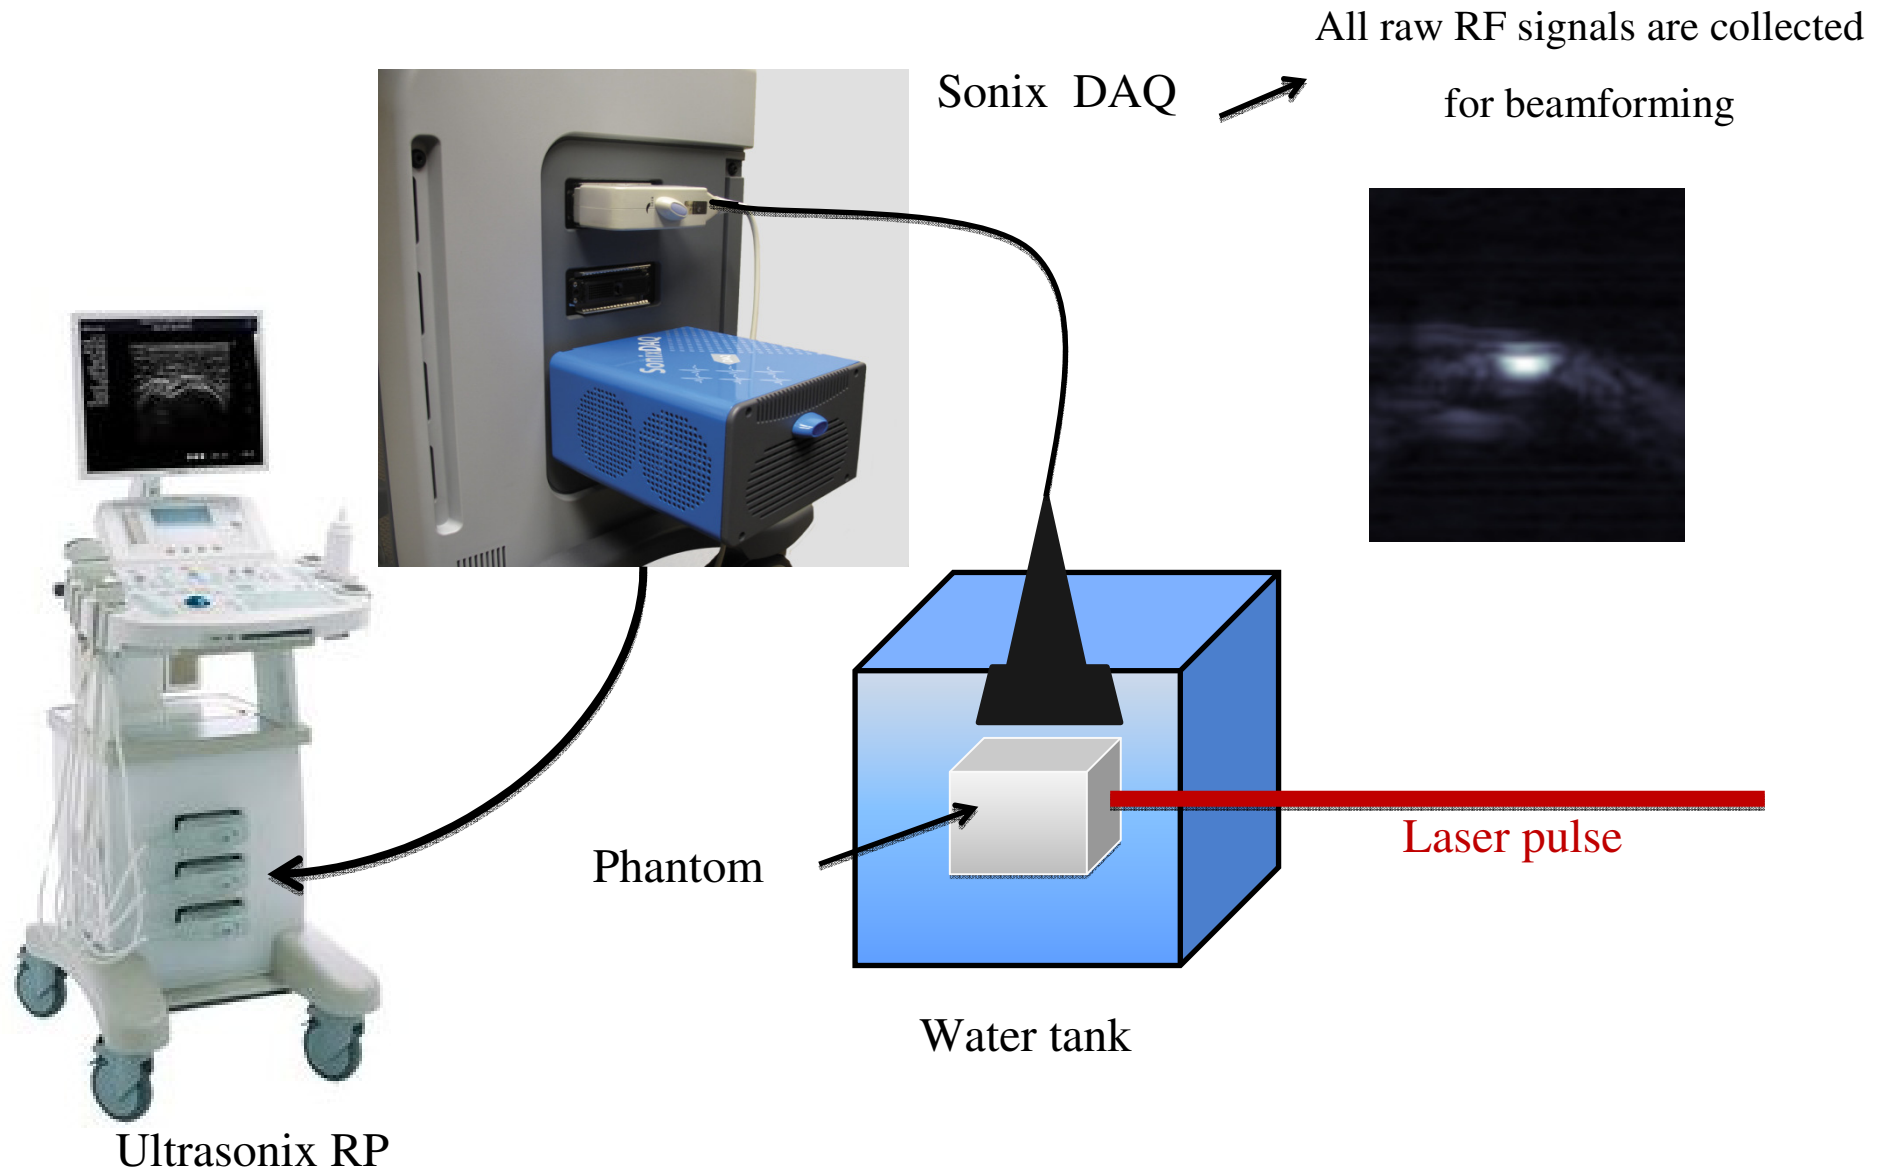 All raw RF signals are collected
Sonix DAQ
for beamforming
SonixDAQ
Laser pulse
Phantom
Water tank
Ultrasonix RP